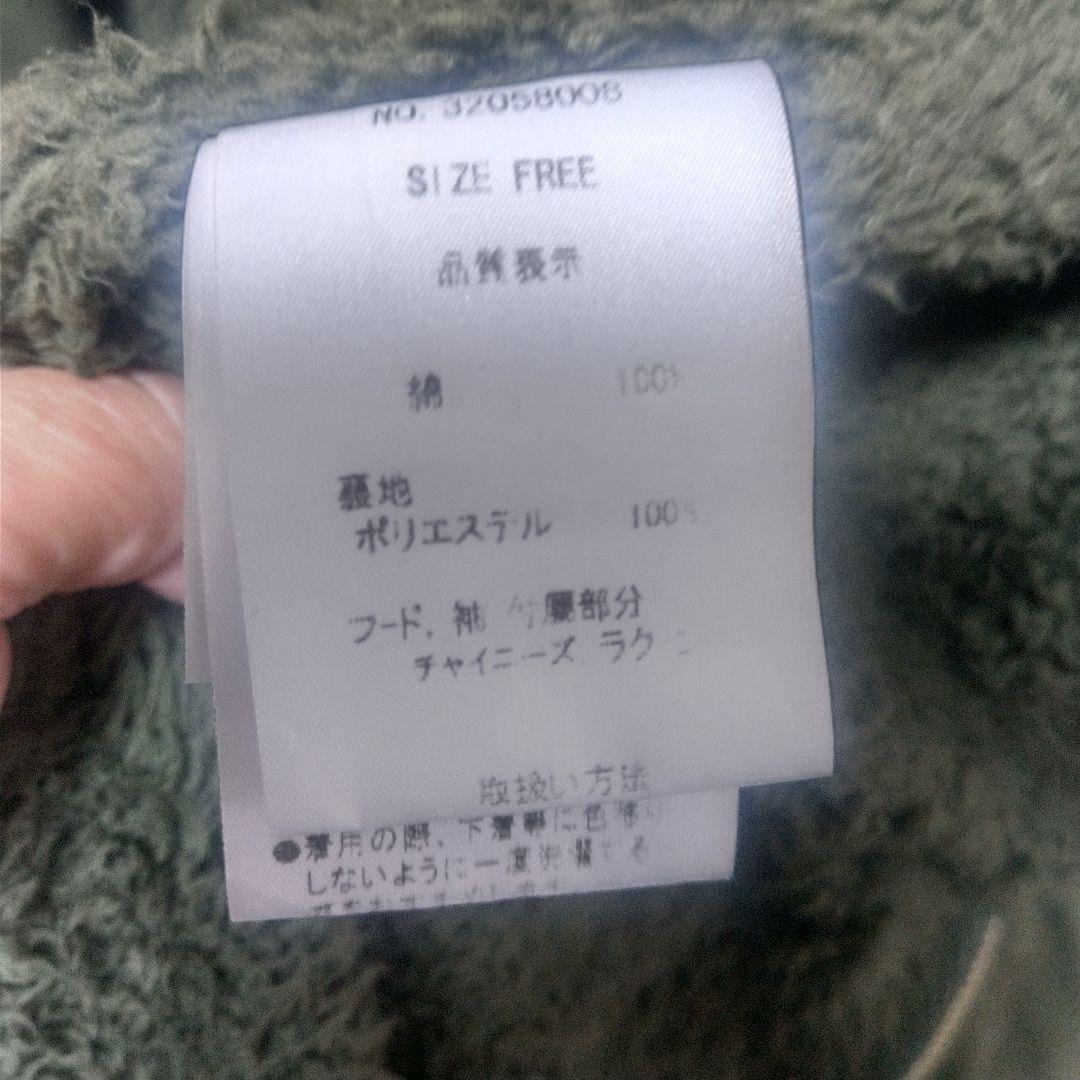 NO. 32058006
SIZE FREE
品質表示
綿 100%
裏地
ポリエステル 100%
フード, 袖 付属部分
チャイニーズ ラクーン
取扱い方法
●着用の際、下着等に色移り
しないように一度洗濯する